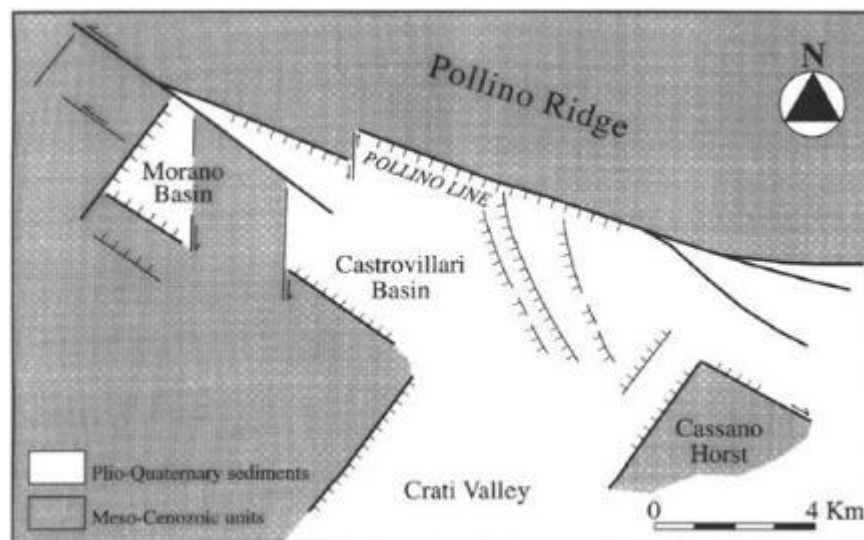 N
Pollino Ridge
POLLINO LINE
Morano
Basin
Castrovillari
Basin
Cassano
Horst
Crati Valley
Plio-Quaternary sediments
Meso-Cenozoic units
0 4 Km